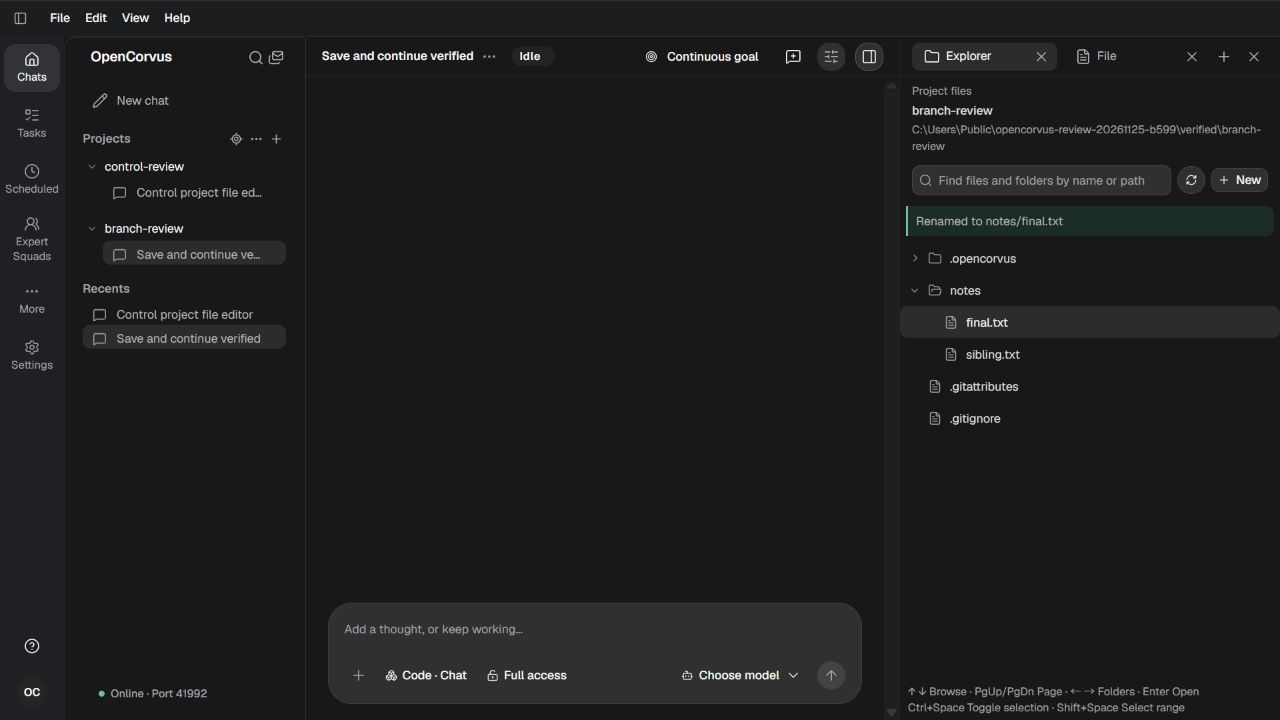 File Edit View Help
Chats
Tasks
Scheduled
Expert
Squads
More
Settings
OC
OpenCorvus
New chat
Projects
control-review
Control project file ed...
branch-review
Save and continue ve...
Recents
Control project file editor
Save and continue verified
Online · Port 41992
Save and continue verified ··· Idle
Continuous goal
Add a thought, or keep working...
Code · Chat Full access Choose model
Explorer File
Project files
branch-review
C:\Users\Public\opencorvus-review-20261125-b599\verified\branch-
review
Find files and folders by name or path
New
Renamed to notes/final.txt
.opencorvus
notes
final.txt
sibling.txt
.gitattributes
.gitignore
↑↓ Browse · PgUp/PgDn Page · ←→ Folders · Enter Open
Ctrl+Space Toggle selection · Shift+Space Select range